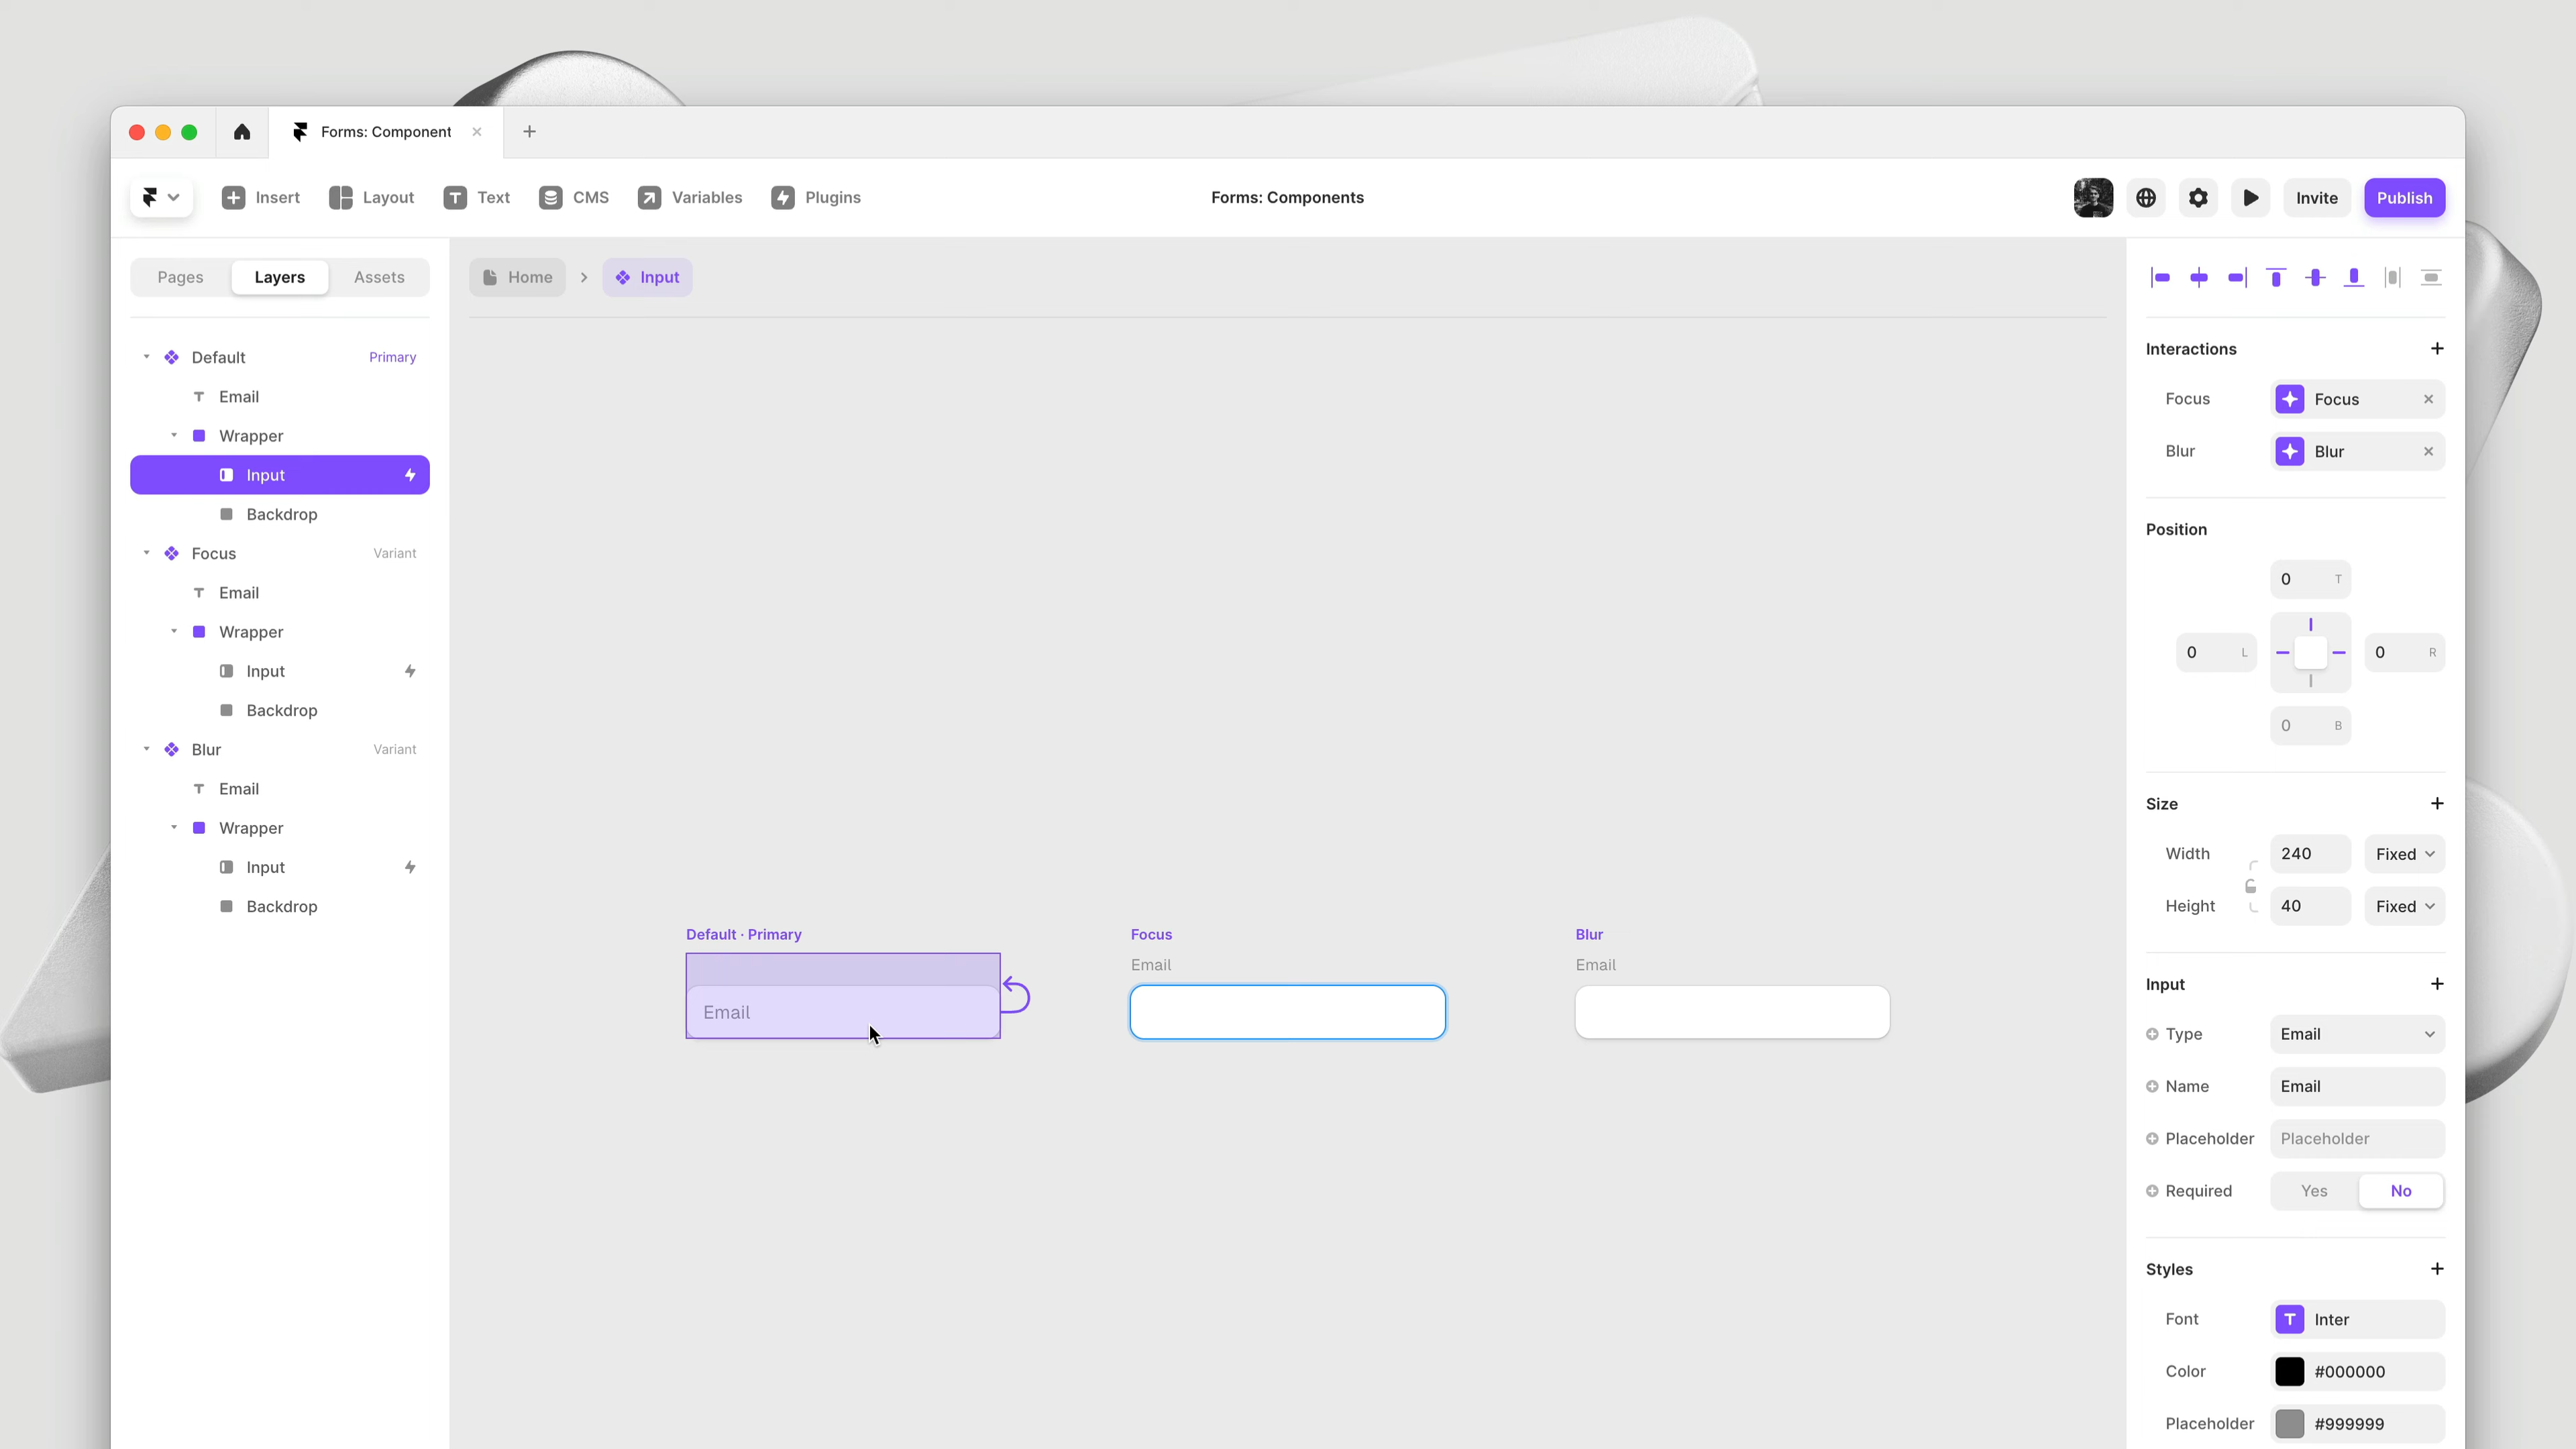 Forms: Component
Insert Layout Text CMS Variables Plugins
Forms: Components
Invite Publish
Pages Layers Assets
Home Input
Default Primary
Email
Wrapper
Input
Backdrop
Focus Variant
Email
Wrapper
Input
Backdrop
Blur Variant
Email
Wrapper
Input
Backdrop
Default · Primary
Email
Focus
Email
Blur
Email
Interactions
Focus Focus
Blur Blur
Position
0 T
0 L 0 R
0 B
Size
Width 240 Fixed
Height 40 Fixed
Input
Type Email
Name Email
Placeholder Placeholder
Required Yes No
Styles
Font T Inter
Color #000000
Placeholder #999999